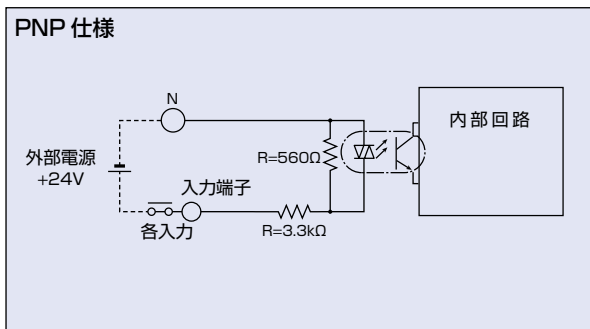 PNP 仕様
N
内部回路
外部電源
+24V
R=560Ω
入力端子
各入力
R=3.3kΩ